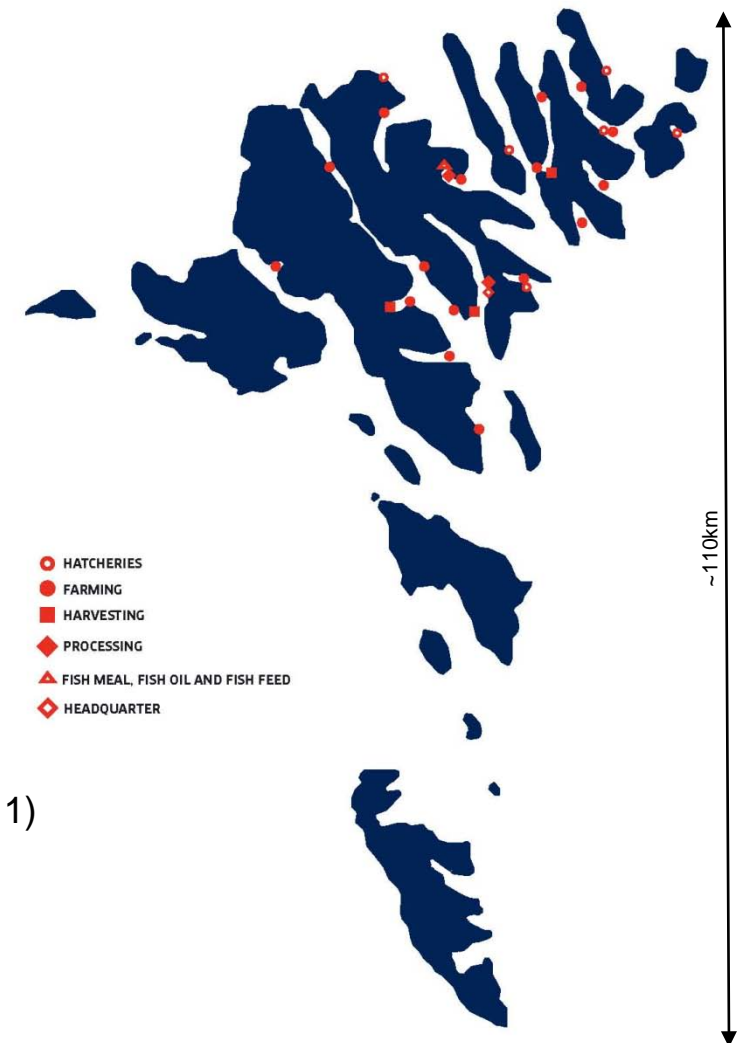 ~110km
HATCHERIES
FARMING
HARVESTING
PROCESSING
FISH MEAL, FISH OIL AND FISH FEED
HEADQUARTER
1)